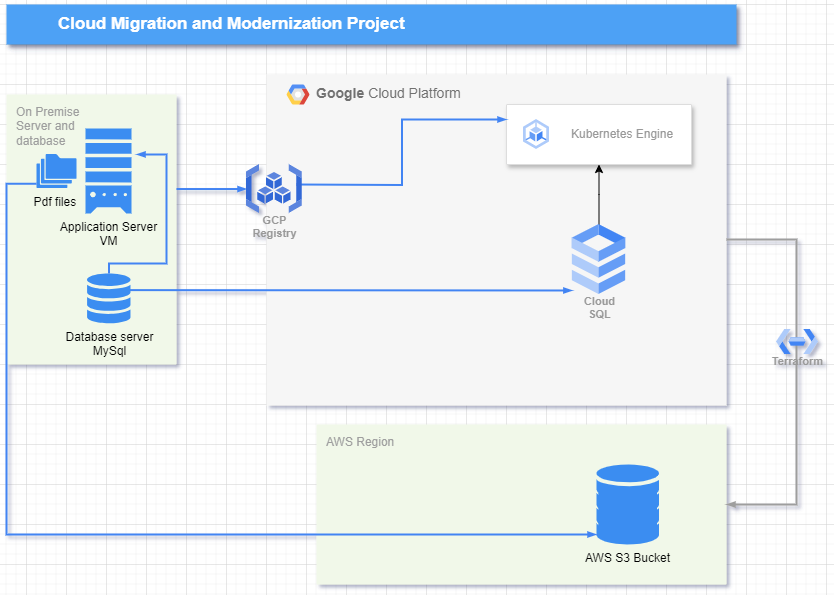 Cloud Migration and Modernization Project
On Premise
Server and
database
Pdf files
Application Server
VM
Database server
MySql
Google Cloud Platform
Kubernetes Engine
GCP
Registry
Cloud
SQL
Terraform
AWS Region
AWS S3 Bucket